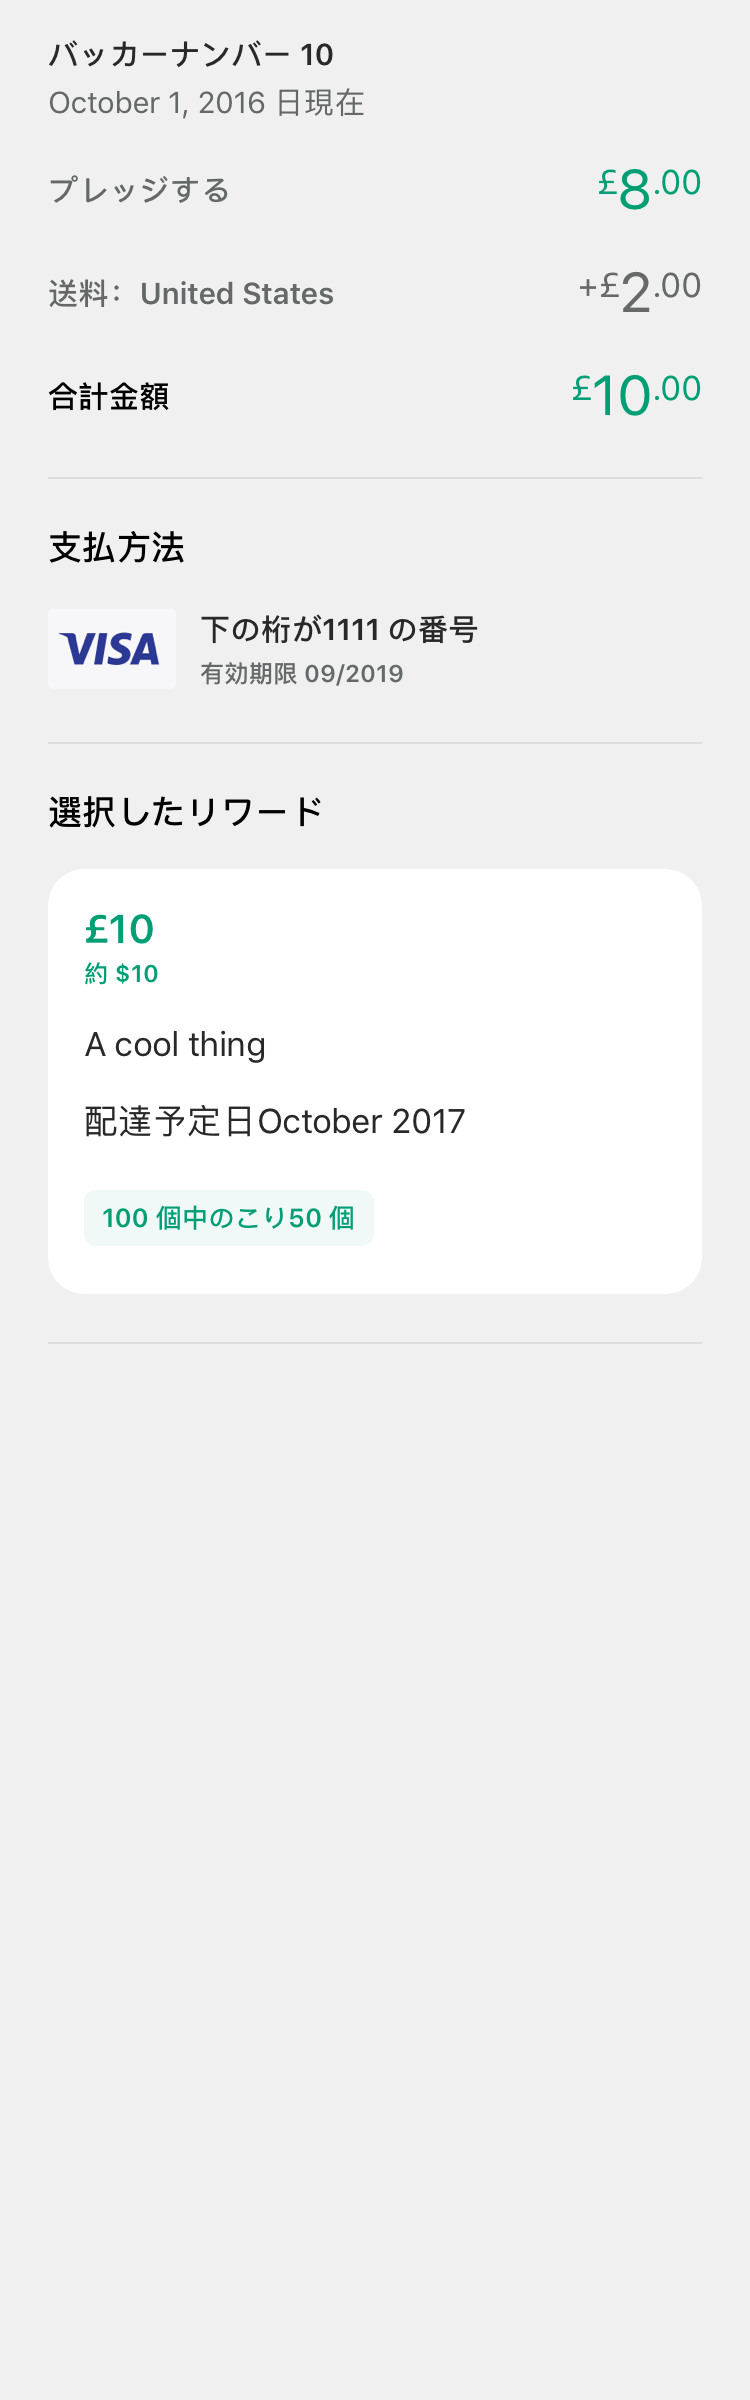 バッカーナンバー 10
October 1, 2016 日現在
プレッジする £8.00
送料： United States +£2.00
合計金額 £10.00
支払方法
VISA
下の桁が1111 の番号
有効期限 09/2019
選択したリワード
£10
約 $10
A cool thing
配達予定日October 2017
100 個中のこり50 個